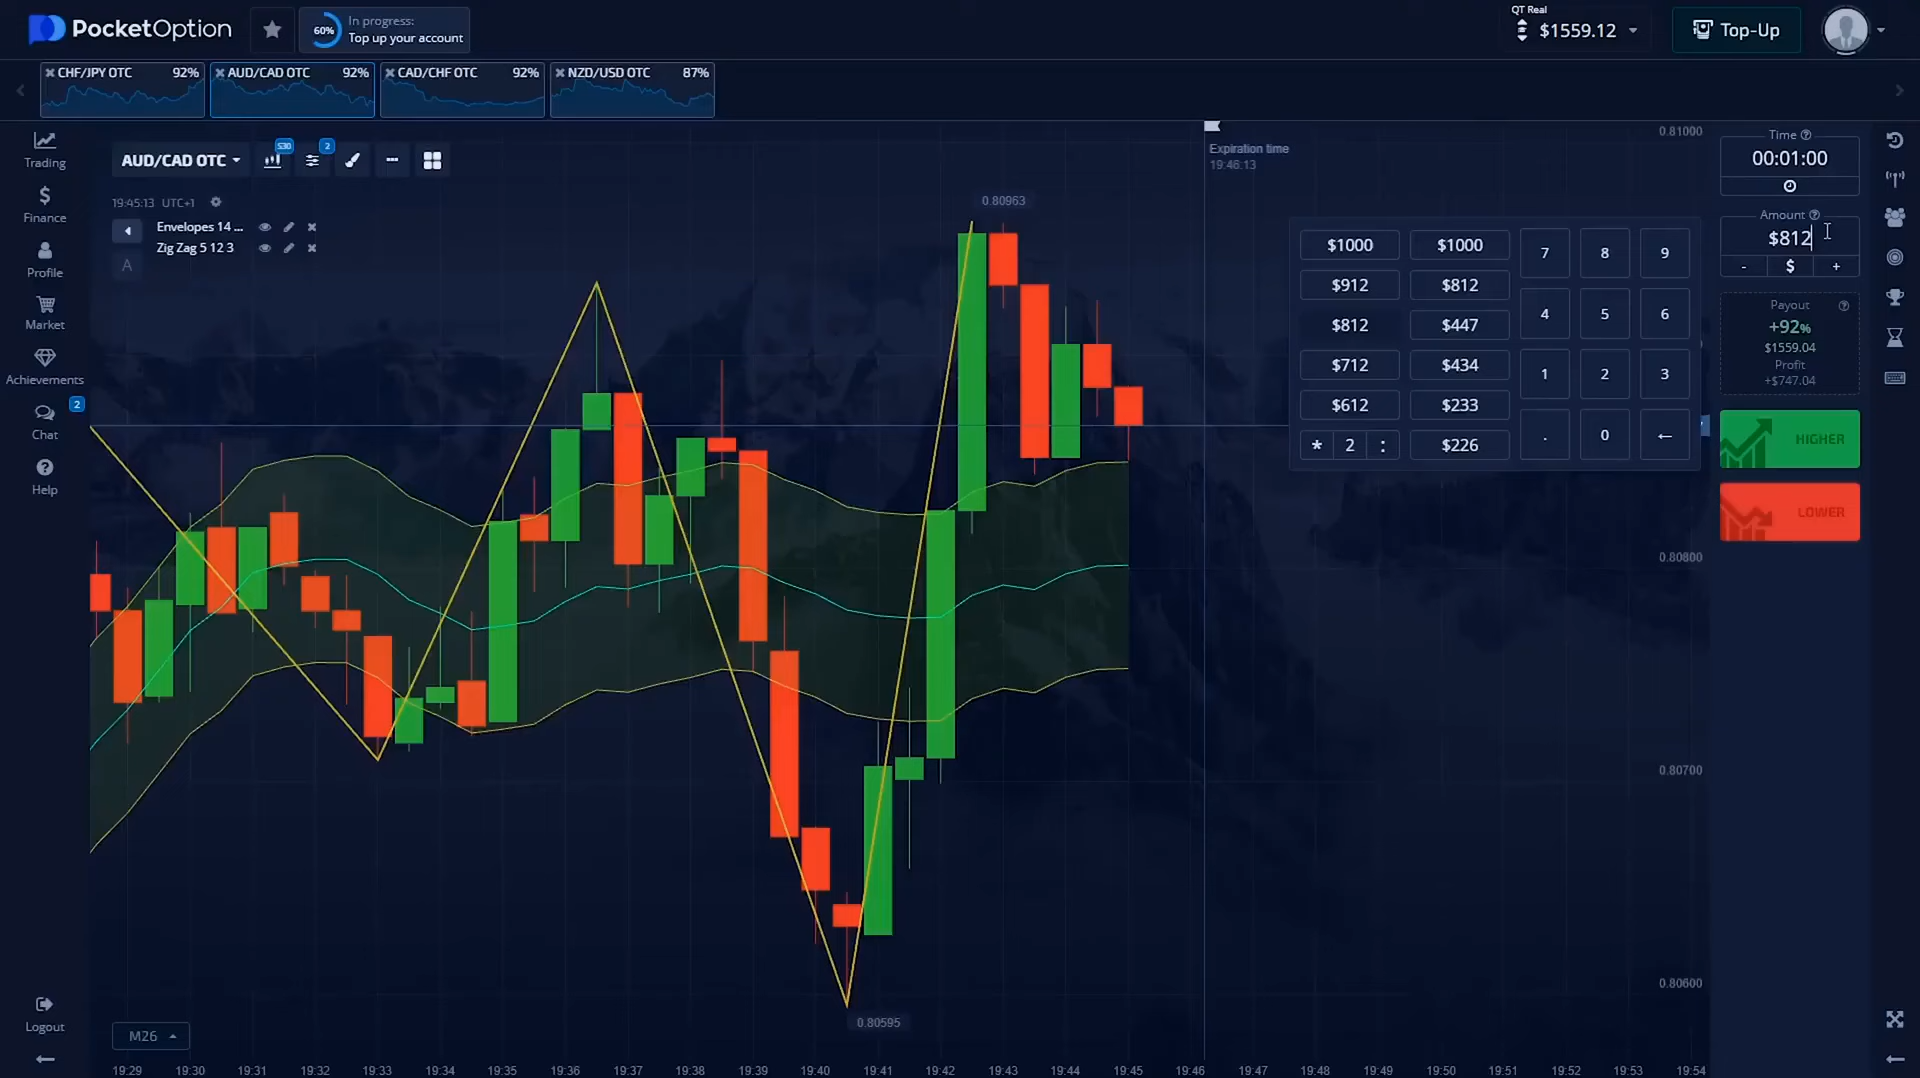 PocketOption
60%
In progress:
Top up your account
QT Real
$1559.12
Top-Up
CHF/JPY OTC 92%
AUD/CAD OTC 92%
CAD/CHF OTC 92%
NZD/USD OTC 87%
Trading
Finance
Profile
Market
Achievements
2
Chat
Help
Logout
AUD/CAD OTC
S30
2
19:45:13 UTC+1
Envelopes 14 ...
Zig Zag 5 12 3
A
Expiration time
19:46:13
0.80963
0.80595
0.81000
0.80800
0.80700
0.80600
$1000 $1000 7 8 9
$912 $812
$812 $447 4 5 6
$712 $434 1 2 3
$612 $233
* 2 : $226 . 0 ←
Time
00:01:00
Amount
$812
- $ +
Payout
+92%
$1559.04
Profit
+$747.04
HIGHER
LOWER
M26
19:29 19:30 19:31 19:32 19:33 19:34 19:35 19:36 19:37 19:38 19:39 19:40 19:41 19:42 19:43 19:44 19:45 19:46 19:47 19:48 19:49 19:50 19:51 19:52 19:53 19:54